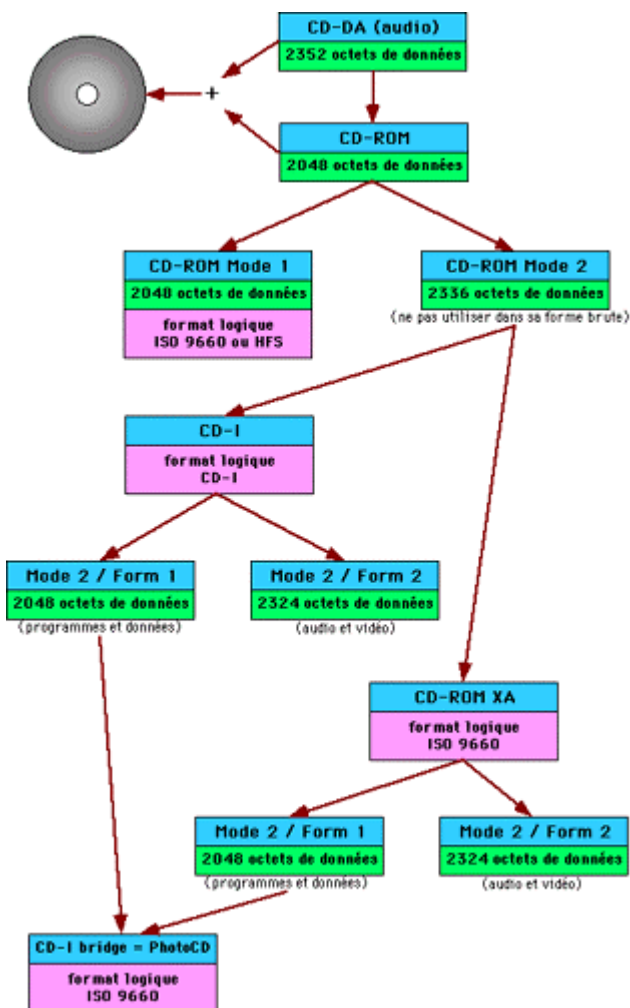 CD-DA (audio)
2352 octets de données
+
CD-ROM
2048 octets de données
CD-ROM Mode 1
2048 octets de données
format logique
ISO 9660 ou HFS
CD-ROM Mode 2
2336 octets de données
(ne pas utiliser dans sa forme brute)
CD-I
format logique
CD-I
Mode 2 / Form 1
2048 octets de données
(programmes et données)
Mode 2 / Form 2
2324 octets de données
(audio et vidéo)
CD-ROM XA
format logique
ISO 9660
Mode 2 / Form 1
2048 octets de données
(programmes et données)
Mode 2 / Form 2
2324 octets de données
(audio et vidéo)
CD-I bridge = PhotoCD
format logique
ISO 9660